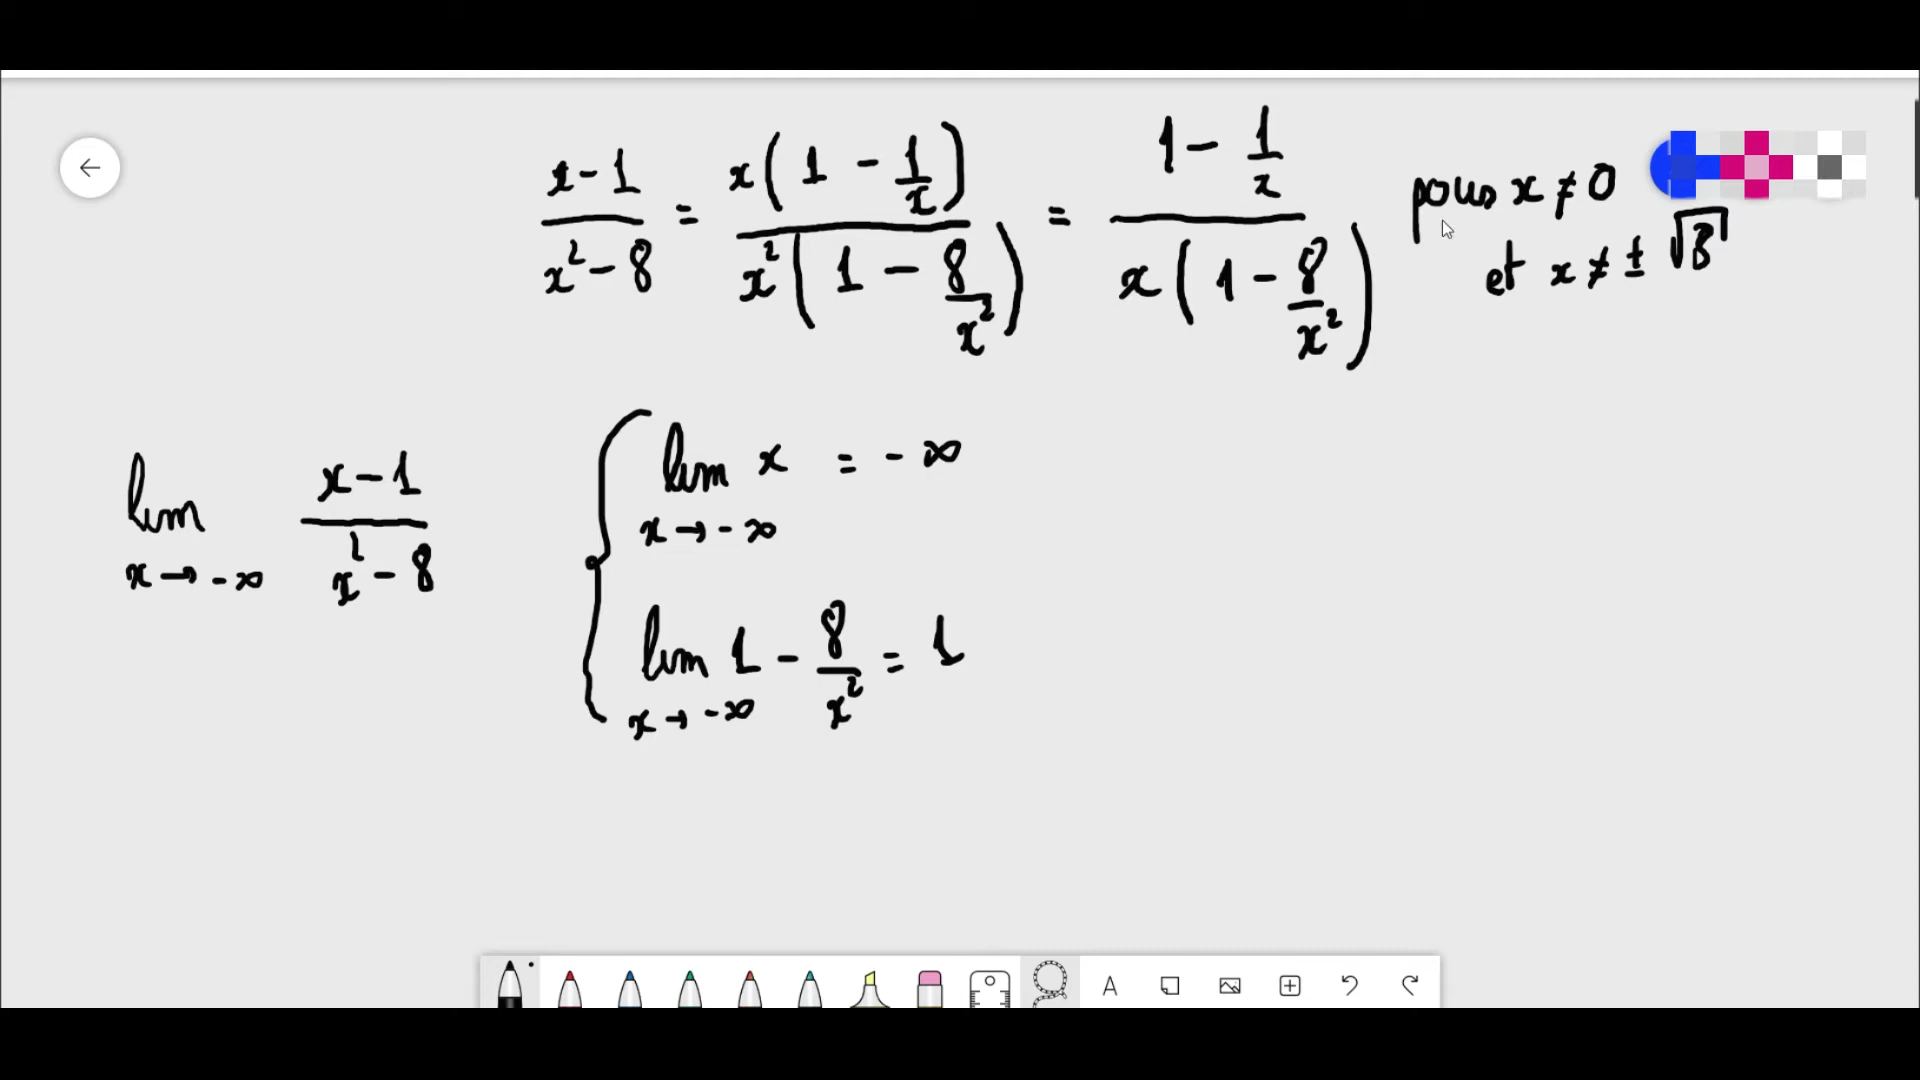 (x-1)/(x²-8) = x(1 - 1/x)/(x²(1 - 8/x²)) = (1 - 1/x)/(x(1 - 8/x²)) pour x ≠ 0
et x ≠ ± √8
lim x→-∞ (x-1)/(x²-8)
lim x→-∞ x = -∞
lim x→-∞ 1 - 8/x² = 1
A